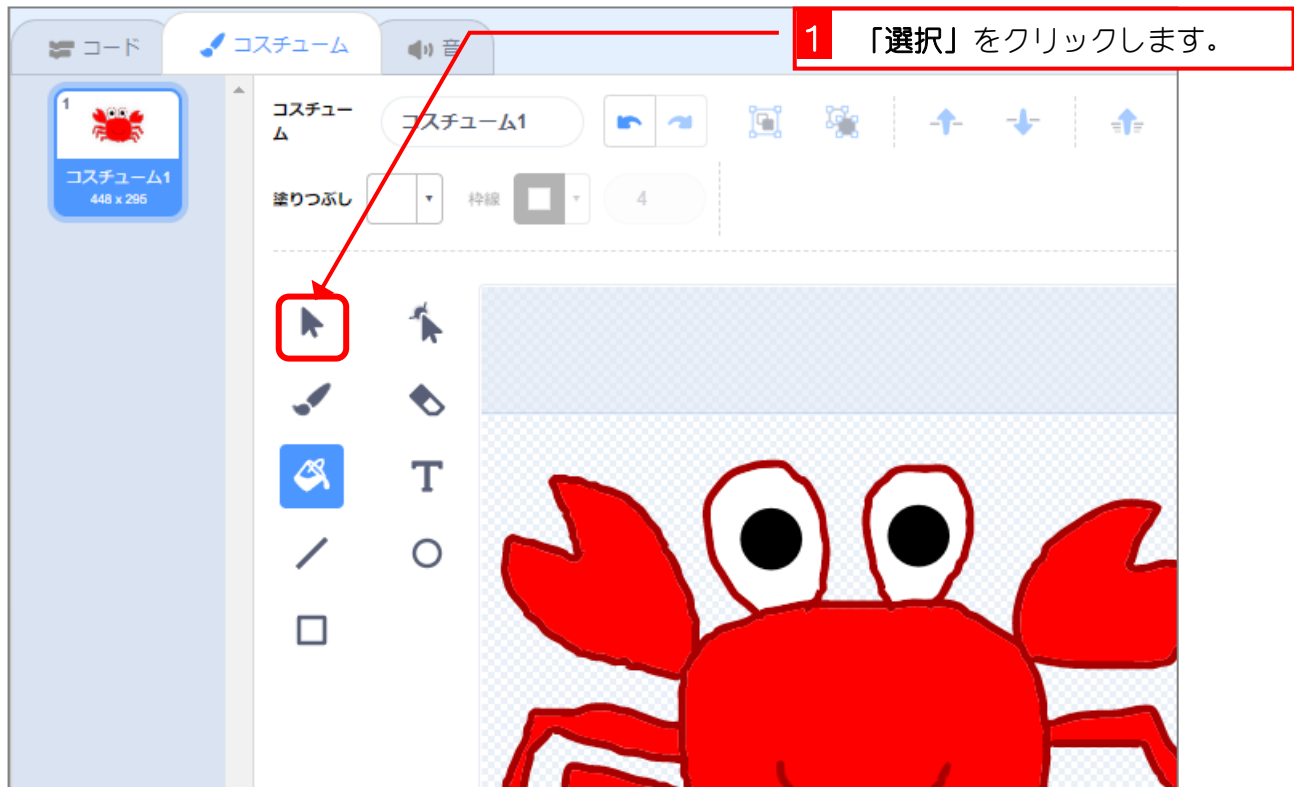 コード
コスチューム
音
1 「選択」をクリックします。
1
コスチューム1
448 x 295
コスチュー
ム
コスチューム1
塗りつぶし
枠線
4
T